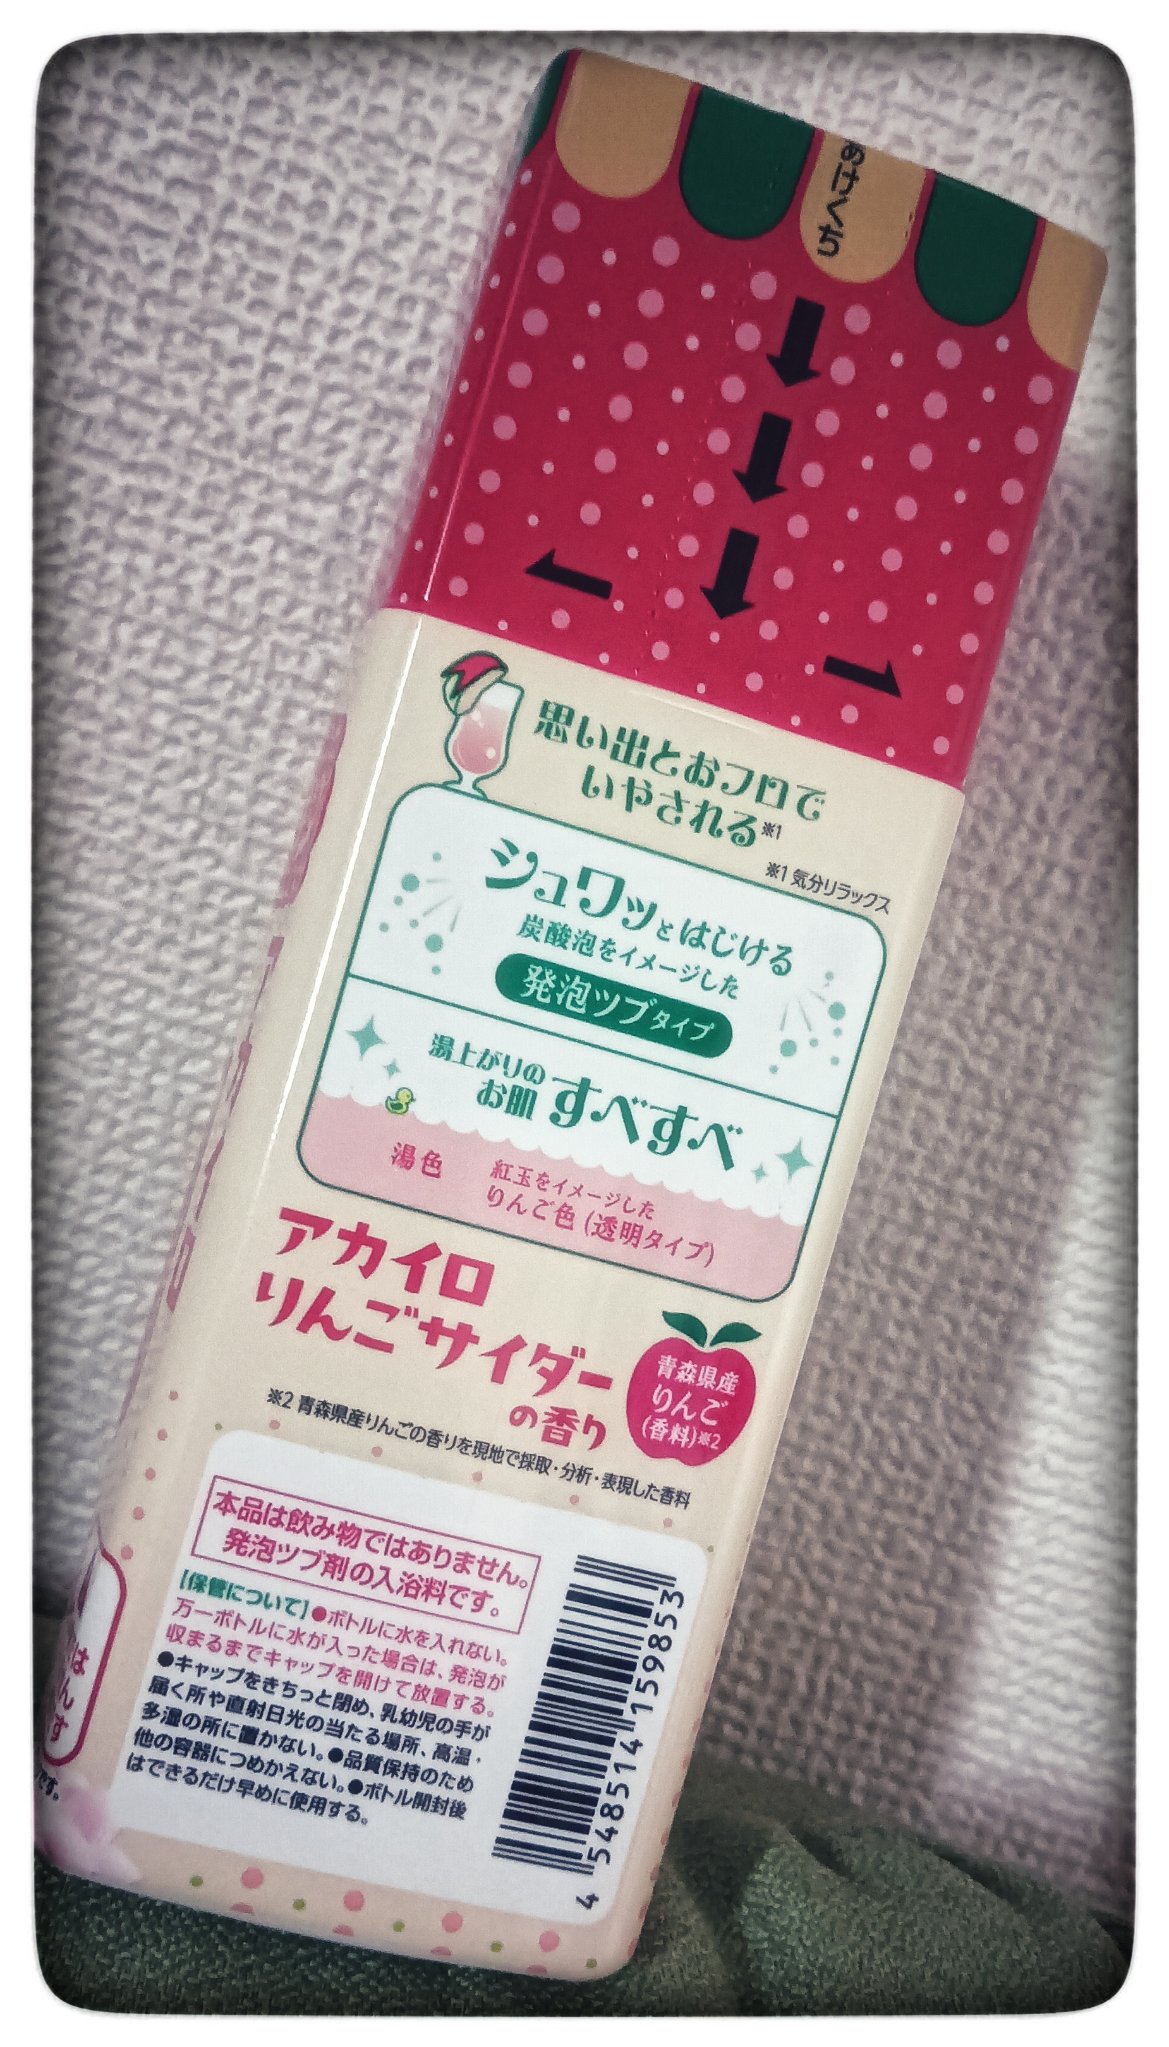 あけくち
思い出とおフロで
いやされる※1
※1 気分リラックス
シュワッとはじける
炭酸泡をイメージした
発泡ツブタイプ
湯上がりの
お肌 すべすべ
湯色 紅玉をイメージした
りんご色(透明タイプ)
アカイロ
りんごサイダー
の香り
青森県産
りんご
(香料)※2
※2 青森県産りんごの香りを現地で採取・分析・表現した香料
本品は飲み物ではありません。
発泡ツブ剤の入浴料です。
[保管について]●ボトルに水を入れない。
万一ボトルに水が入った場合は、発泡が
収まるまでキャップを開けて放置する。
●キャップをきちっと閉め、乳幼児の手が
届く所や直射日光の当たる場所、高温・
多湿の所に置かない。●品質保持のため
他の容器につめかえない。●ボトル開封後
はできるだけ早めに使用する。
4 548514 159853